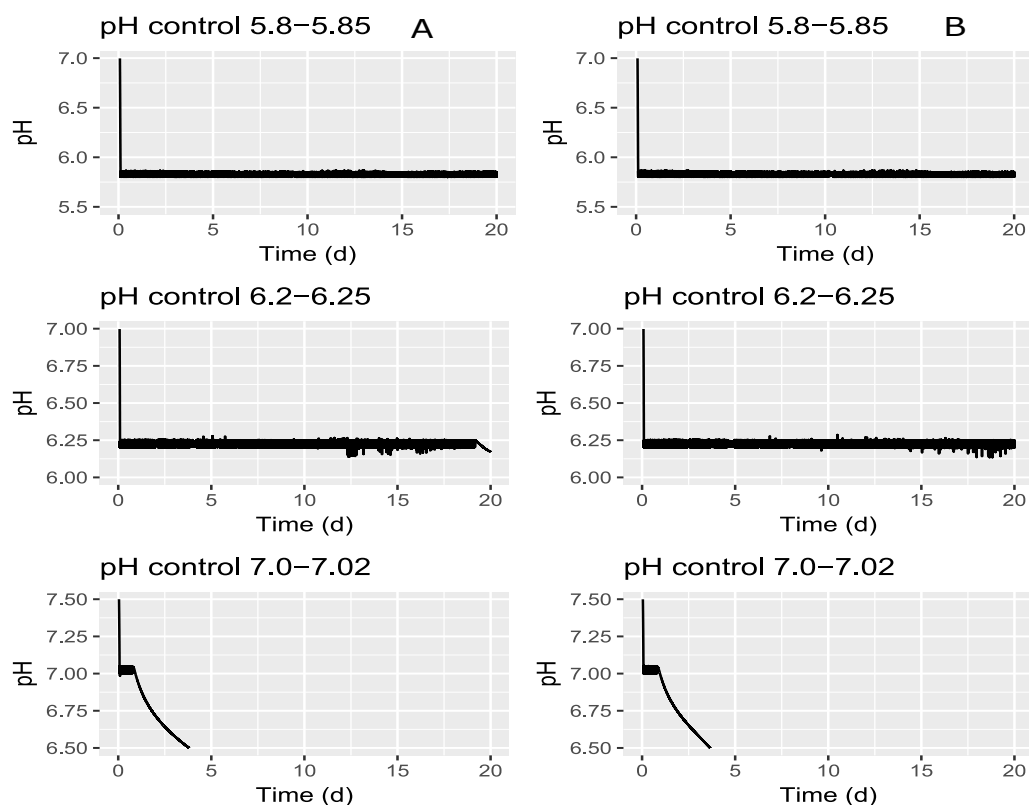 pH control 5.8−5.85 A
7.0
6.5
6.0
5.5
pH
0 5 10 15 20
Time (d)
pH control 5.8−5.85 B
7.0
6.5
6.0
5.5
pH
0 5 10 15 20
Time (d)
pH control 6.2−6.25
7.00
6.75
6.50
6.25
6.00
pH
0 5 10 15 20
Time (d)
pH control 6.2−6.25
7.00
6.75
6.50
6.25
6.00
pH
0 5 10 15 20
Time (d)
pH control 7.0−7.02
7.50
7.25
7.00
6.75
6.50
pH
0 5 10 15 20
Time (d)
pH control 7.0−7.02
7.50
7.25
7.00
6.75
6.50
pH
0 5 10 15 20
Time (d)